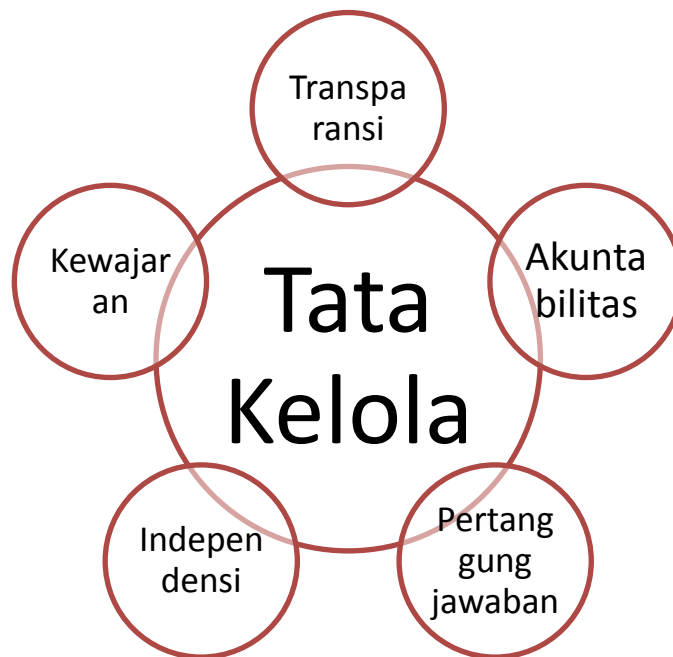 Transpa
ransi
Kewajar
an
Akunta
bilitas
Tata
Kelola
Indepen
densi
Pertang
gung
jawaban